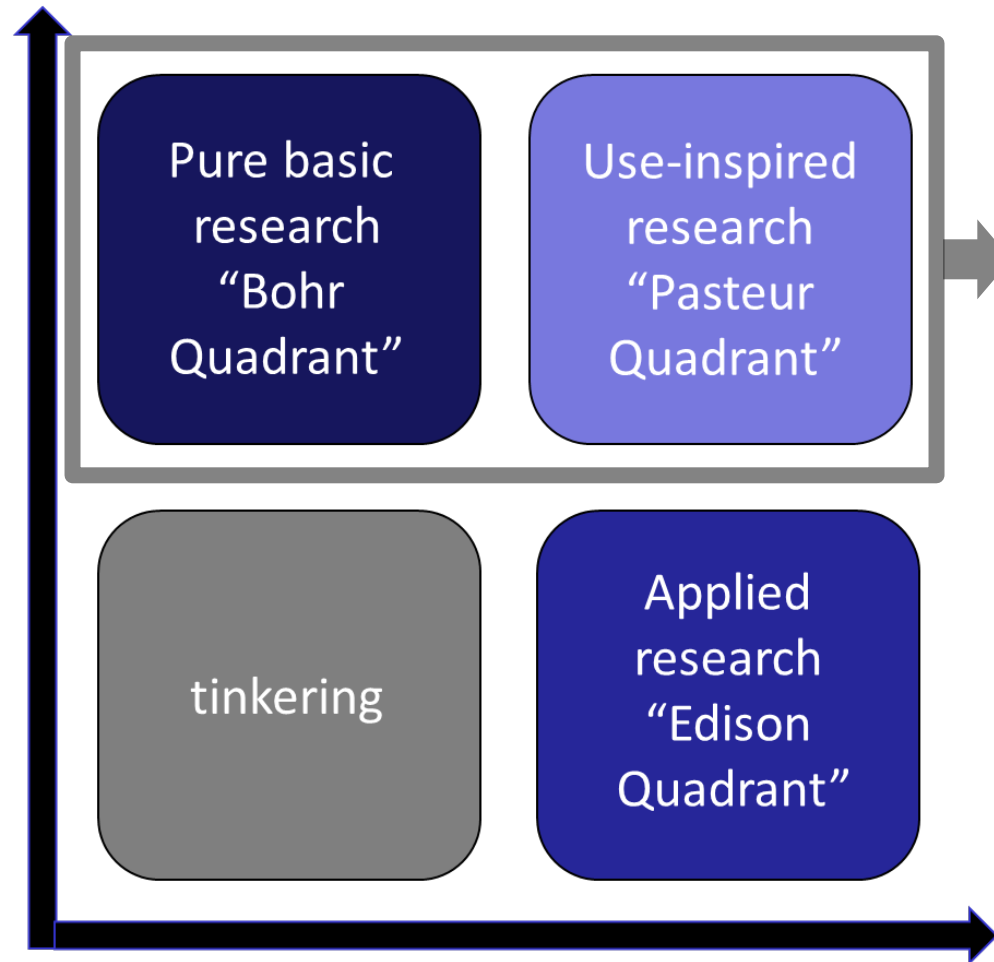 Pure basic
research
“Bohr
Quadrant”
Use-inspired
research
“Pasteur
Quadrant”
tinkering
Applied
research
“Edison
Quadrant”